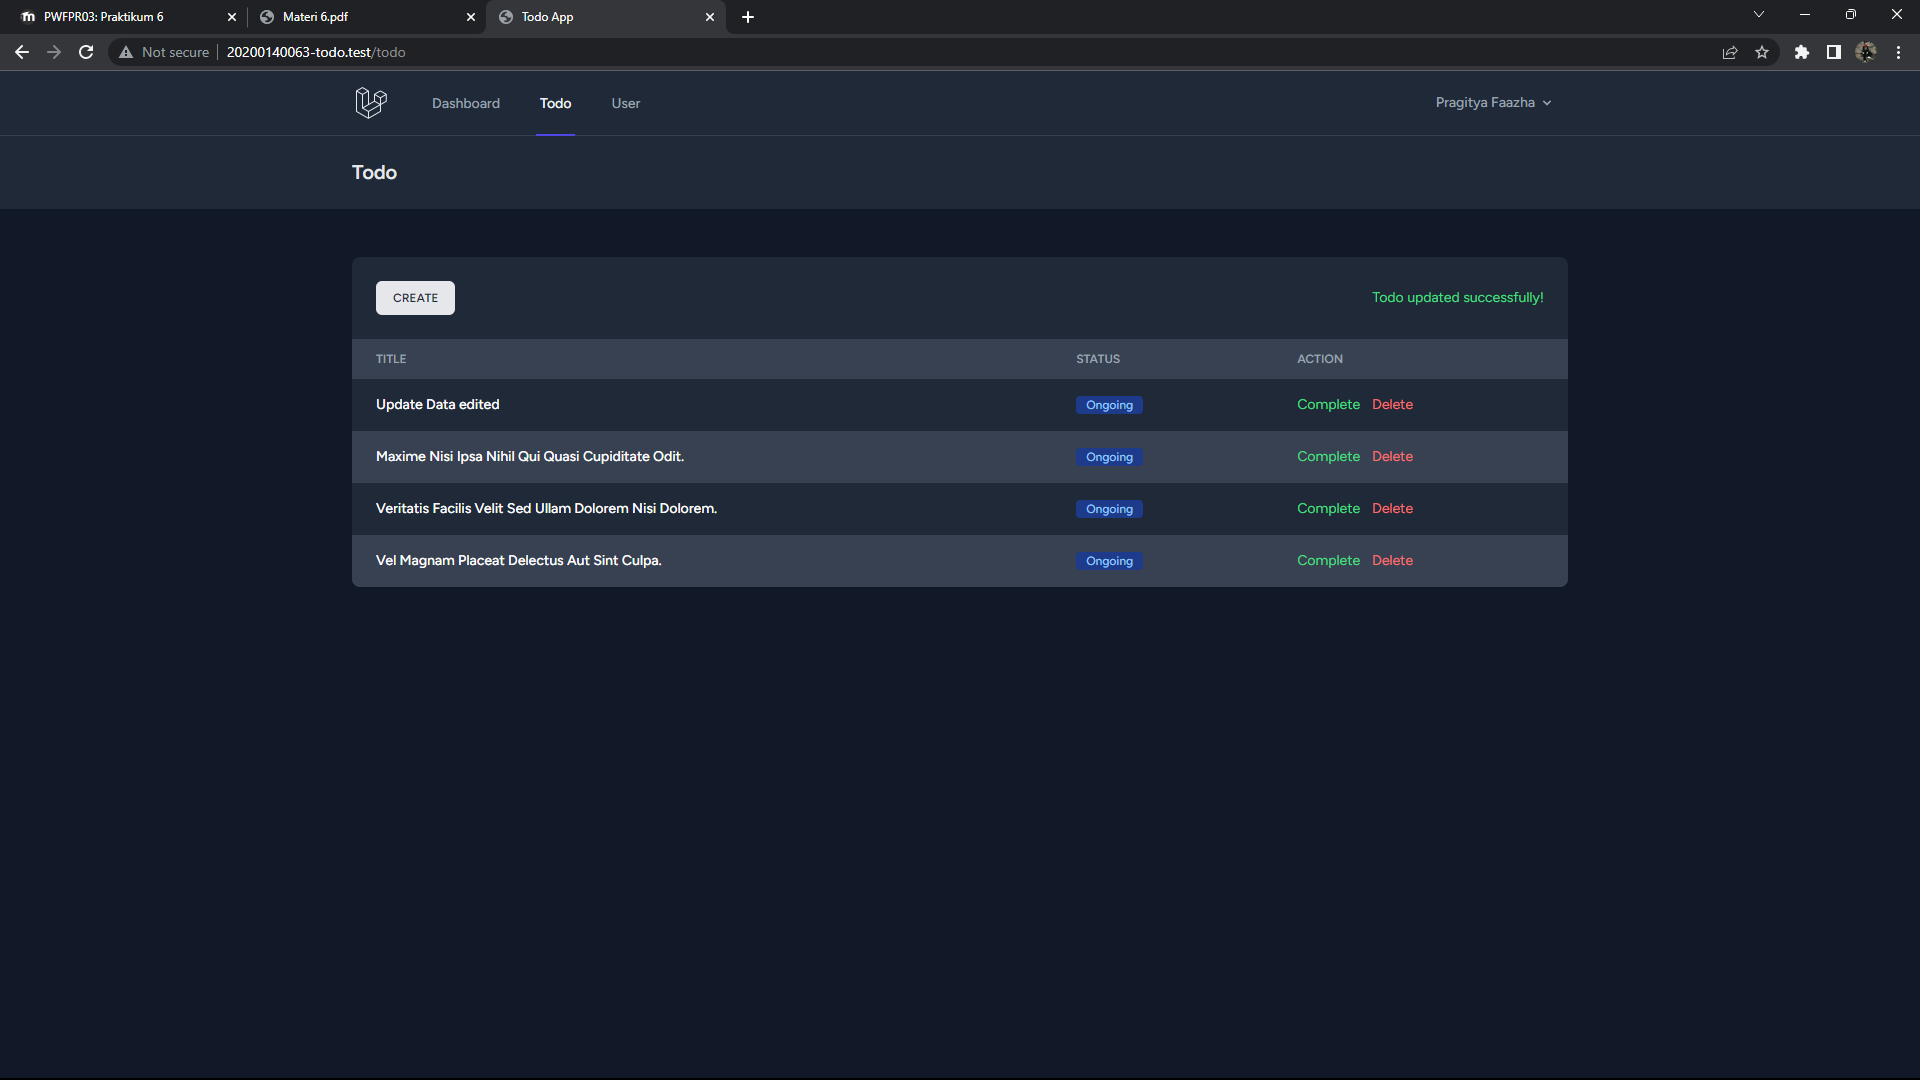 PWFPR03: Praktikum 6
Materi 6.pdf
Todo App
Not secure
20200140063-todo.test/todo
Dashboard
Todo
User
Pragitya Faazha
Todo
CREATE
Todo updated successfully!
TITLE STATUS ACTION
Update Data edited Ongoing Complete Delete
Maxime Nisi Ipsa Nihil Qui Quasi Cupiditate Odit. Ongoing Complete Delete
Veritatis Facilis Velit Sed Ullam Dolorem Nisi Dolorem. Ongoing Complete Delete
Vel Magnam Placeat Delectus Aut Sint Culpa. Ongoing Complete Delete